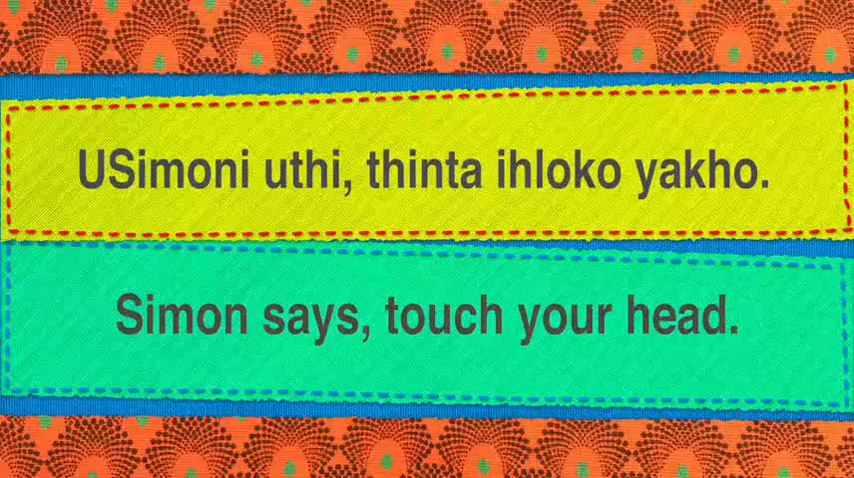 USimoni uthi, thinta ihloko yakho.
Simon says, touch your head.